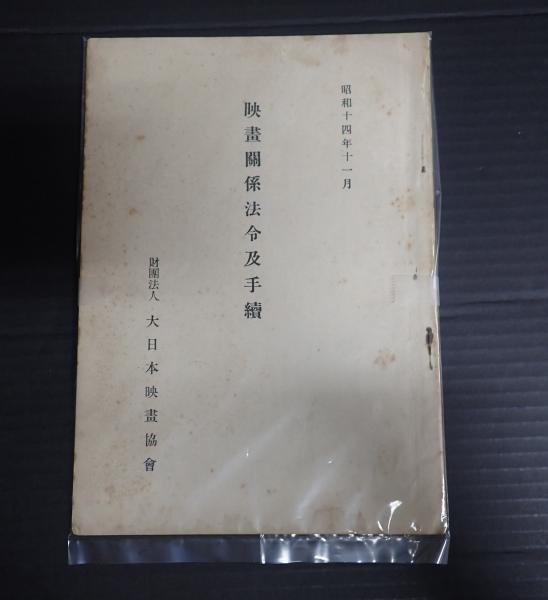 昭和十四年十一月
映畫關係法令及手續
財團法人 大日本映畫協會